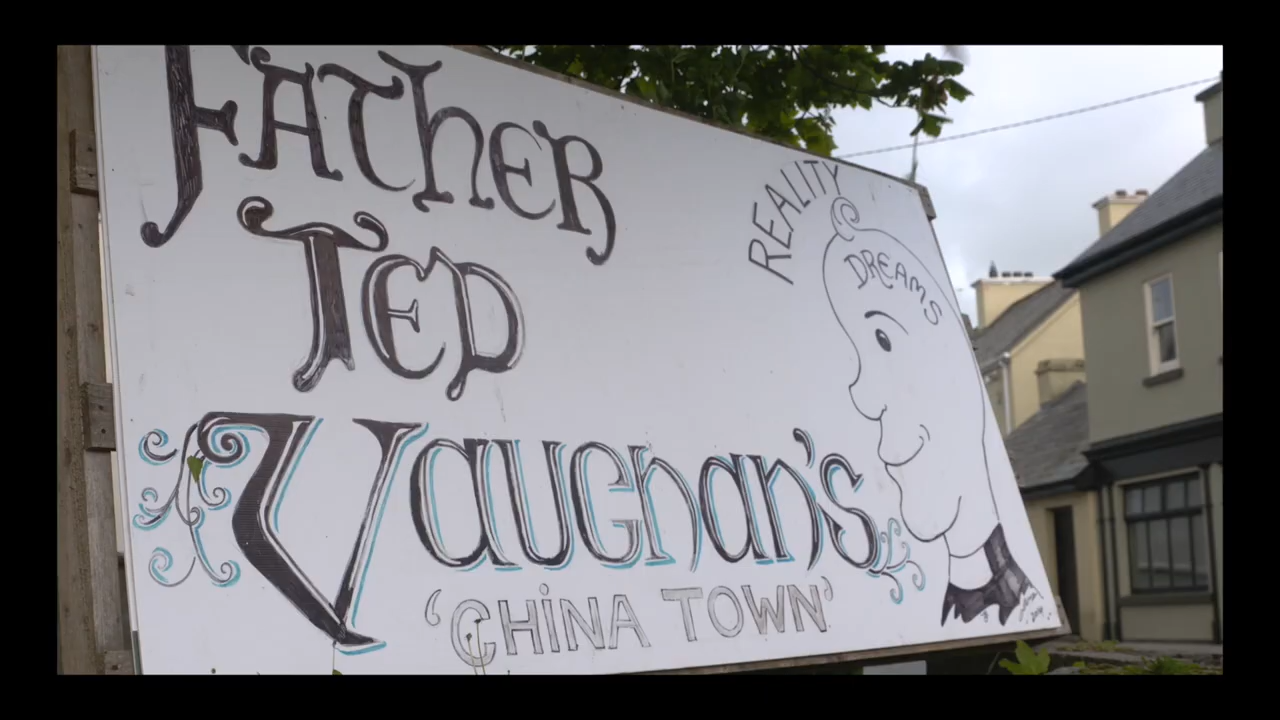 FATHER
TED
Vaughan's
'CHINA TOWN'
REALITY
DREAMS